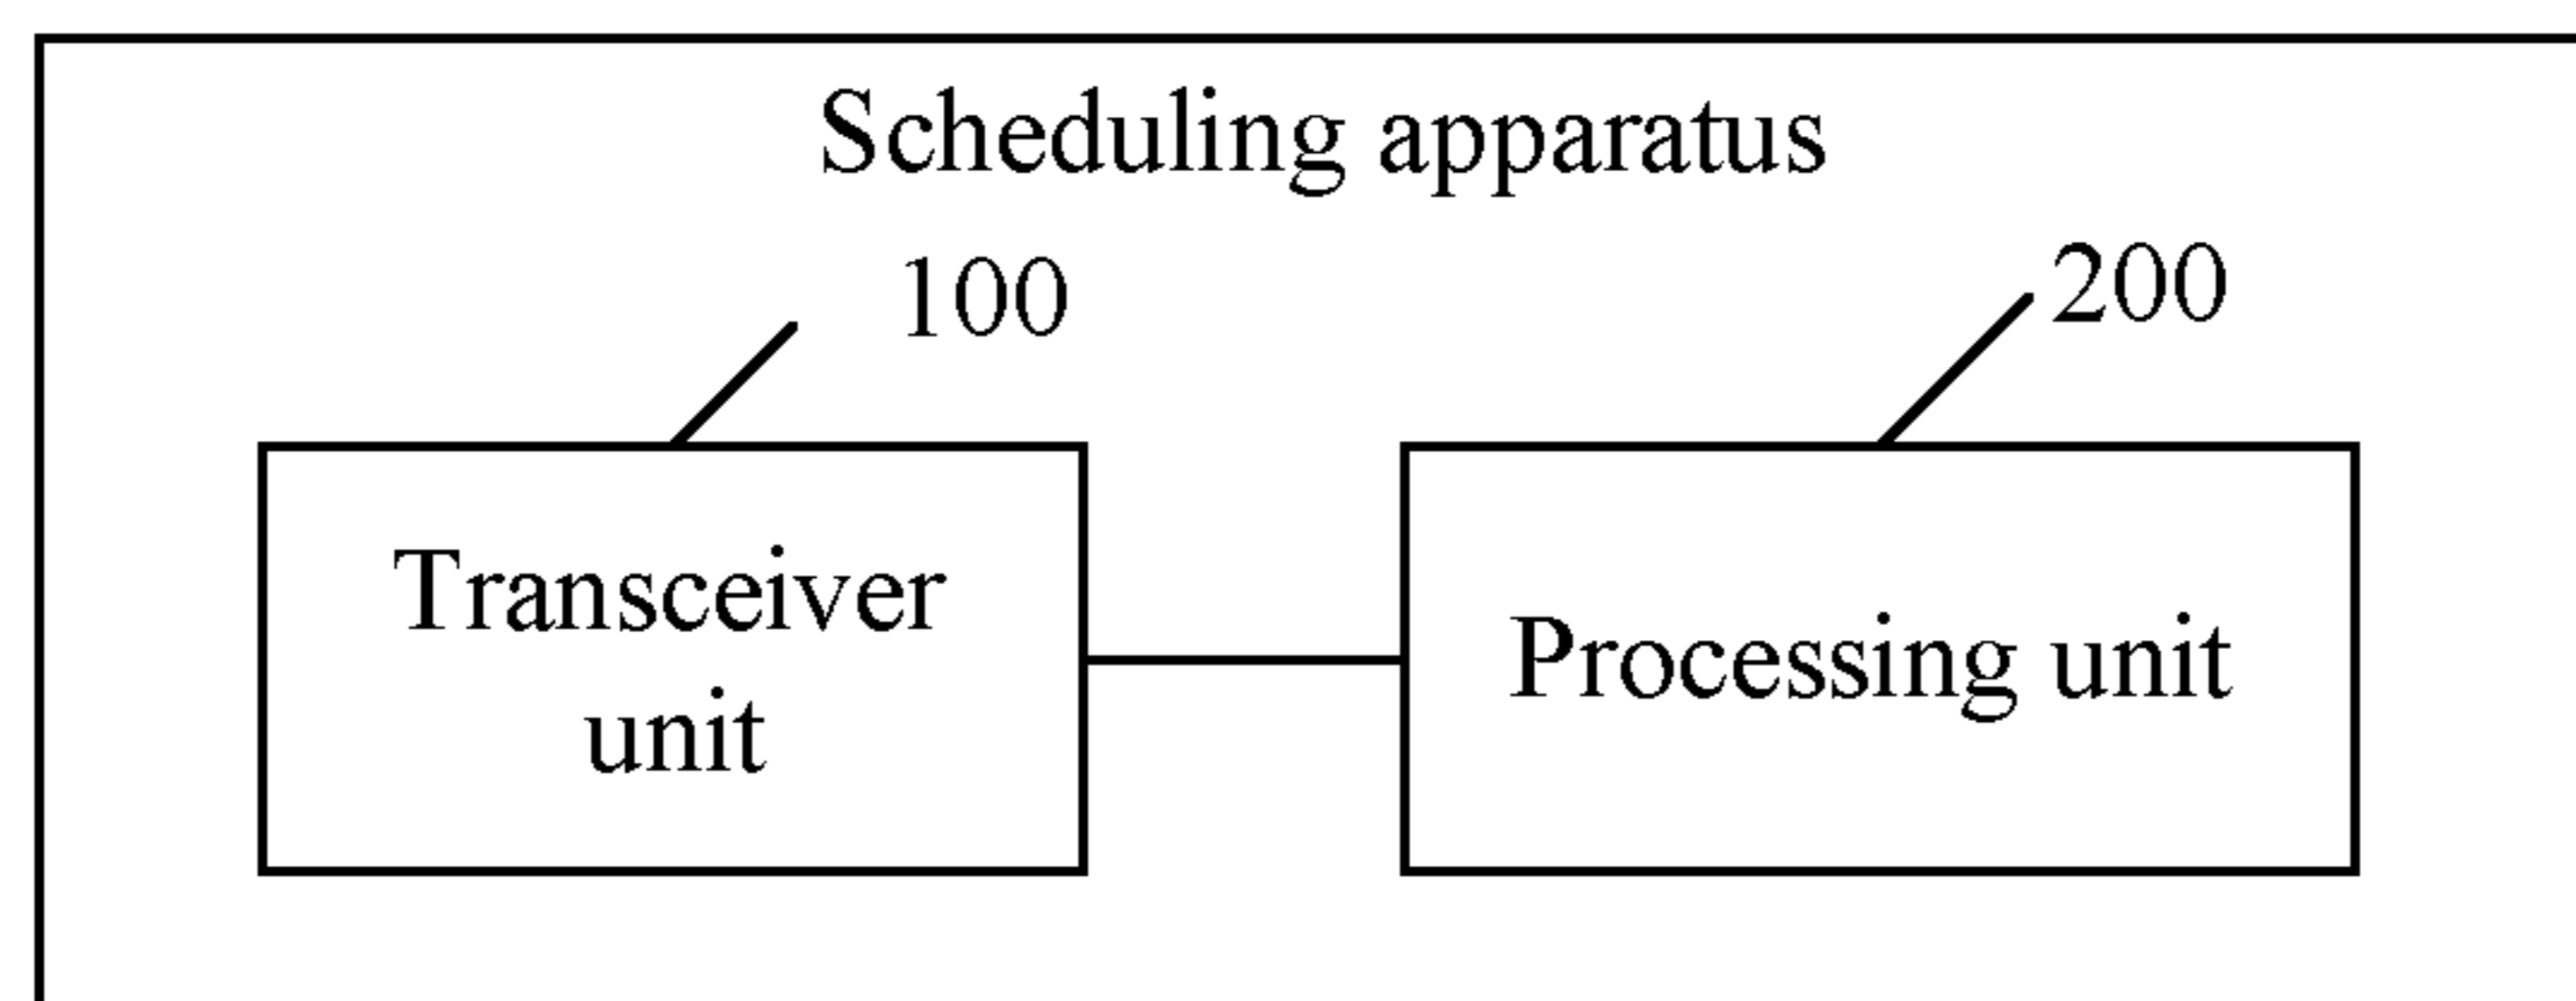 Scheduling apparatus
100
200
Transceiver
unit
Processing unit